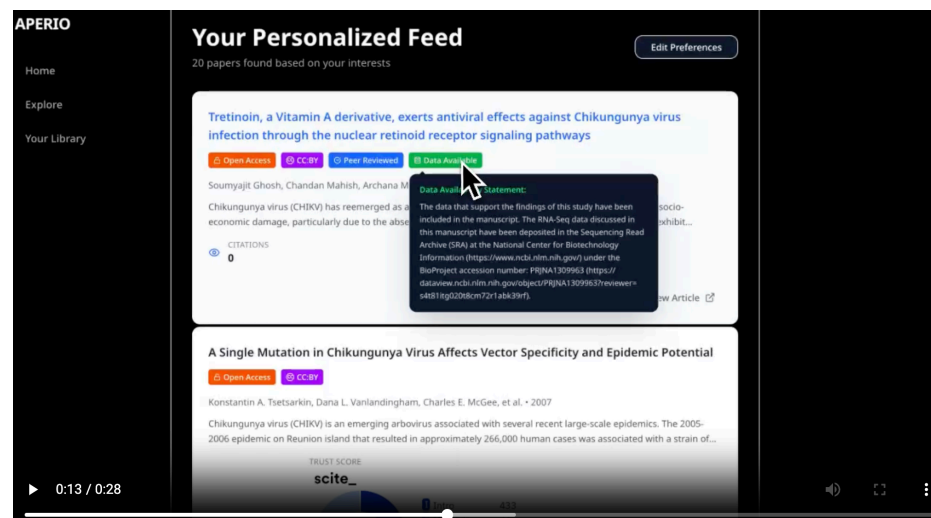 APERIO
Home
Explore
Your Library
Your Personalized Feed
20 papers found based on your interests
Edit Preferences
Tretinoin, a Vitamin A derivative, exerts antiviral effects against Chikungunya virus
infection through the nuclear retinoid receptor signaling pathways
Open Access
CC:BY
Peer Reviewed
Data Available
Soumyajit Ghosh, Chandan Mahish, Archana M
Chikungunya virus (CHIKV) has reemerged as a
socio-
economic damage, particularly due to the abse
exhibit...
Data Availability Statement:
The data that support the findings of this study have been
included in the manuscript. The RNA-Seq data discussed in
this manuscript have been deposited in the Sequencing Read
Archive (SRA) at the National Center for Biotechnology
Information (https://www.ncbi.nlm.nih.gov/) under the
BioProject accession number: PRJNA1309963 (https://
dataview.ncbi.nlm.nih.gov/object/PRJNA1309963?reviewer=
s4t81itg020t8cm72r1abk39rf).
CITATIONS
0
ew Article
A Single Mutation in Chikungunya Virus Affects Vector Specificity and Epidemic Potential
Open Access
CC:BY
Konstantin A. Tsetsarkin, Dana L. Vanlandingham, Charles E. McGee, et al. • 2007
Chikungunya virus (CHIKV) is an emerging arbovirus associated with several recent large-scale epidemics. The 2005-
2006 epidemic on Reunion island that resulted in approximately 266,000 human cases was associated with a strain of...
TRUST SCORE
scite_
0:13 / 0:28